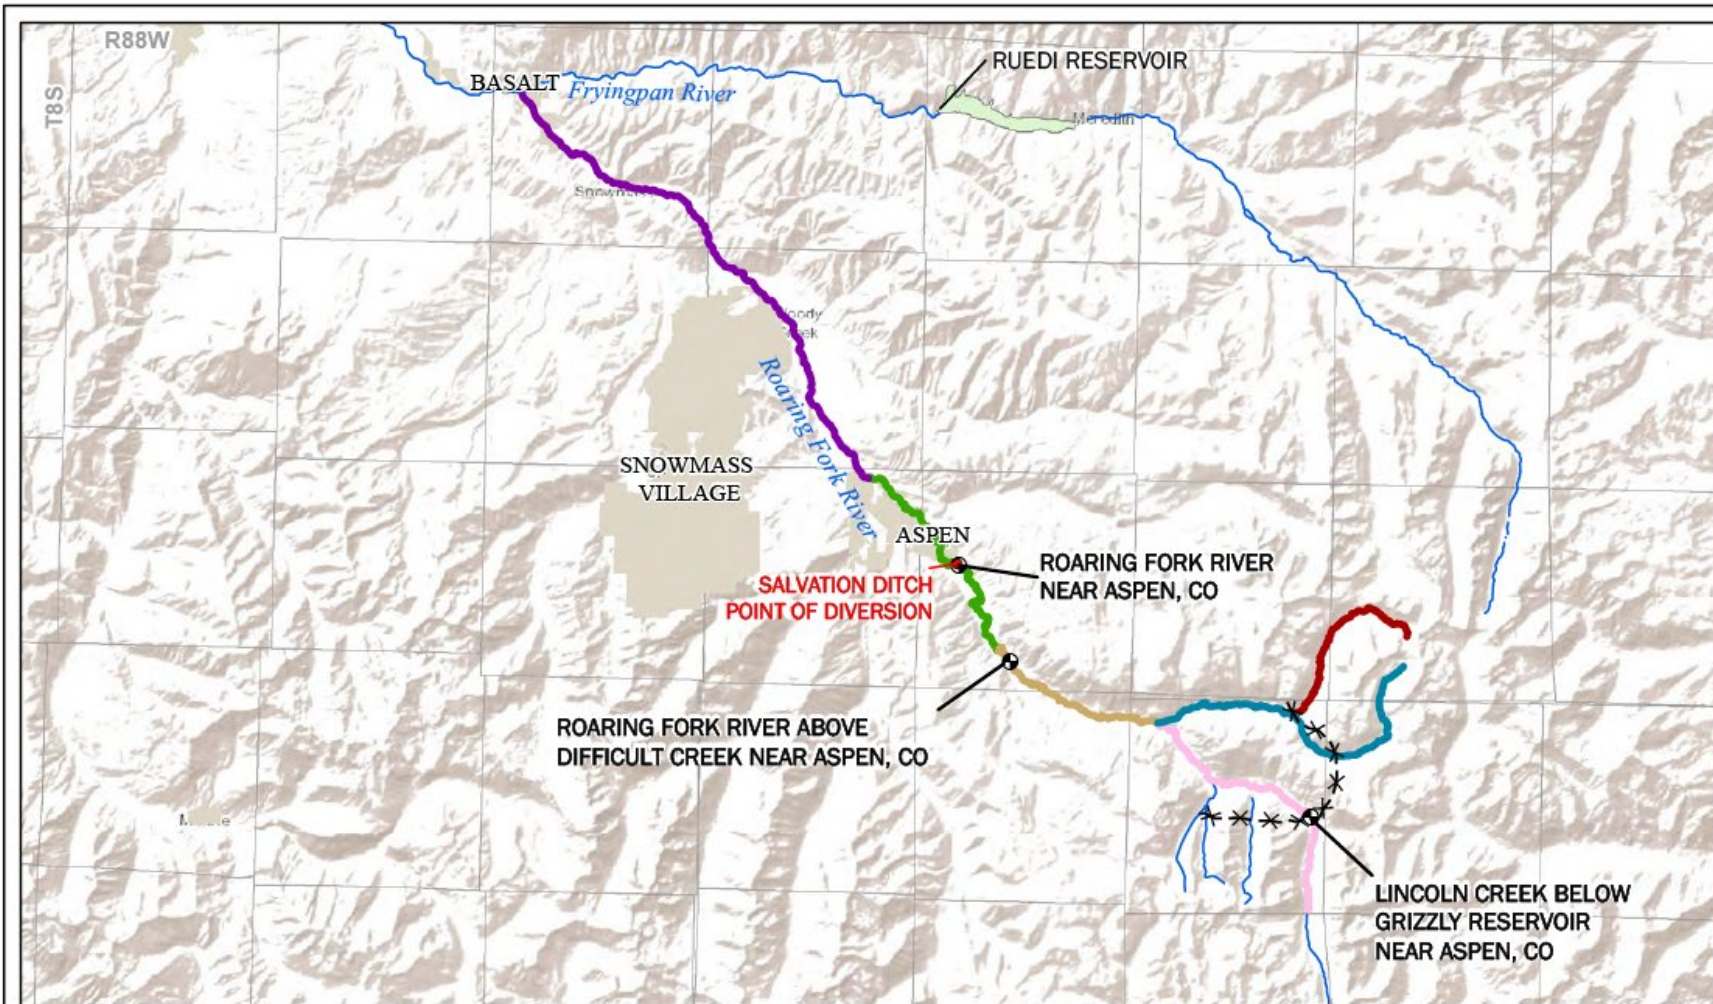 R88W
T8S
BASALT
Fryingpan River
RUEDI RESERVOIR
Meredith
SNOWMASS
VILLAGE
Roaring Fork River
ASPEN
SALVATION DITCH
POINT OF DIVERSION
ROARING FORK RIVER
NEAR ASPEN, CO
ROARING FORK RIVER ABOVE
DIFFICULT CREEK NEAR ASPEN, CO
LINCOLN CREEK BELOW
GRIZZLY RESERVOIR
NEAR ASPEN, CO